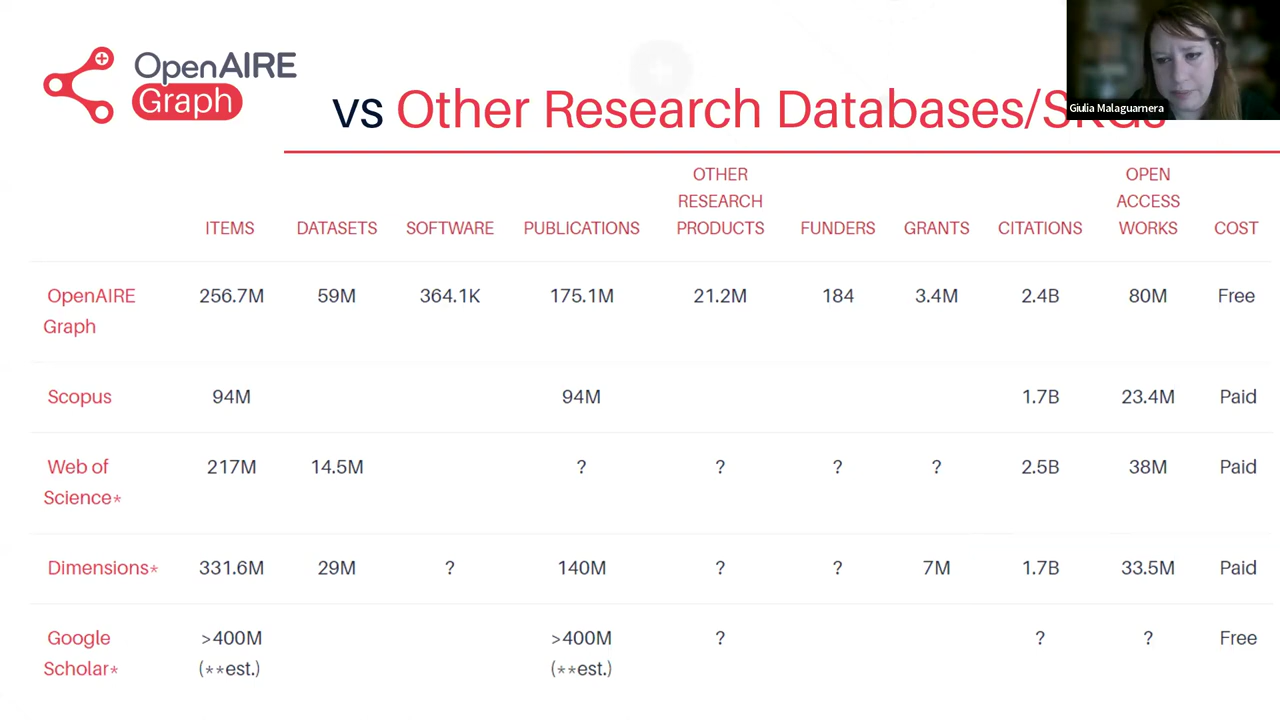 OpenAIRE
Graph
Giulia Malaguarnera
vs Other Research Databases/SKGs
OTHER
RESEARCH
PRODUCTS
OPEN
ACCESS
WORKS
ITEMS DATASETS SOFTWARE PUBLICATIONS FUNDERS GRANTS CITATIONS COST
OpenAIRE 256.7M 59M 364.1K 175.1M 21.2M 184 3.4M 2.4B 80M Free
Graph
Scopus 94M 94M 1.7B 23.4M Paid
Web of 217M 14.5M ? ? ? ? 2.5B 38M Paid
Science*
Dimensions* 331.6M 29M ? 140M ? ? 7M 1.7B 33.5M Paid
Google >400M >400M ? ? ? Free
Scholar* (**est.) (**est.)